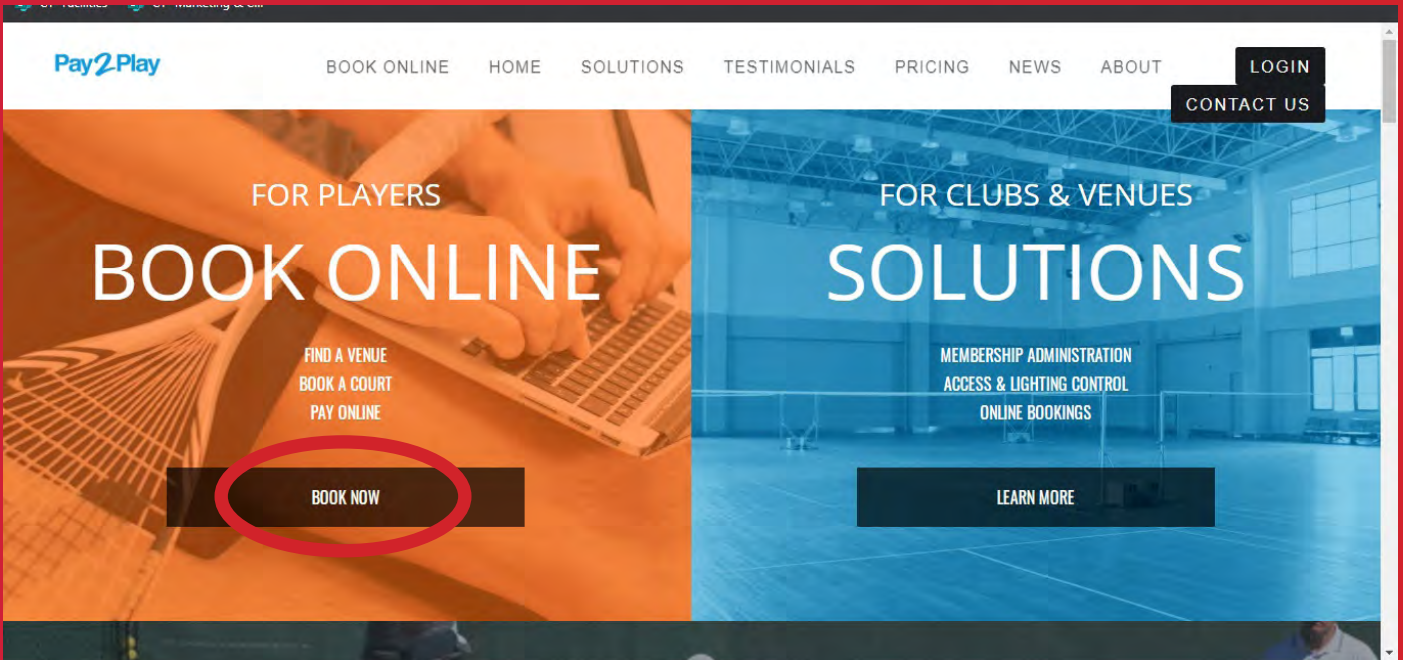 Pay2Play
BOOK ONLINE HOME SOLUTIONS TESTIMONIALS PRICING NEWS ABOUT LOGIN
CONTACT US
FOR PLAYERS
BOOK ONLINE
FIND A VENUE
BOOK A COURT
PAY ONLINE
BOOK NOW
FOR CLUBS & VENUES
SOLUTIONS
MEMBERSHIP ADMINISTRATION
ACCESS & LIGHTING CONTROL
ONLINE BOOKINGS
LEARN MORE